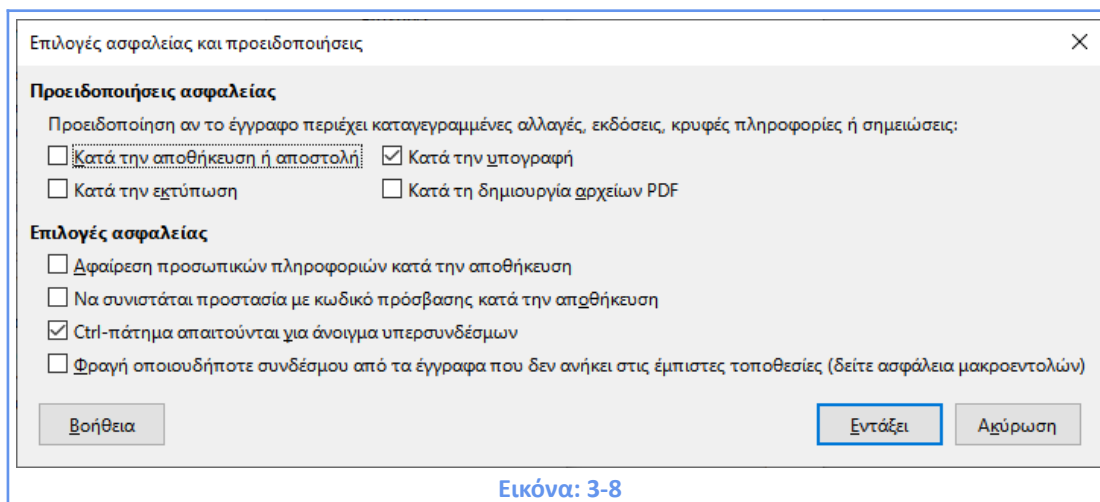 Επιλογές ασφαλείας και προειδοποιήσεις
Προειδοποιήσεις ασφαλείας
Προειδοποίηση αν το έγγραφο περιέχει καταγεγραμμένες αλλαγές, εκδόσεις, κρυφές πληροφορίες ή σημειώσεις:
Κατά την αποθήκευση ή αποστολή Κατά την υπογραφή
Κατά την εκτύπωση Κατά τη δημιουργία αρχείων PDF
Επιλογές ασφαλείας
Αφαίρεση προσωπικών πληροφοριών κατά την αποθήκευση
Να συνιστάται προστασία με κωδικό πρόσβασης κατά την αποθήκευση
Ctrl-πάτημα απαιτούνται για άνοιγμα υπερσυνδέσμων
Φραγή οποιουδήποτε συνδέσμου από τα έγγραφα που δεν ανήκει στις έμπιστες τοποθεσίες (δείτε ασφάλεια μακροεντολών)
Βοήθεια Εντάξει Ακύρωση
Εικόνα: 3-8